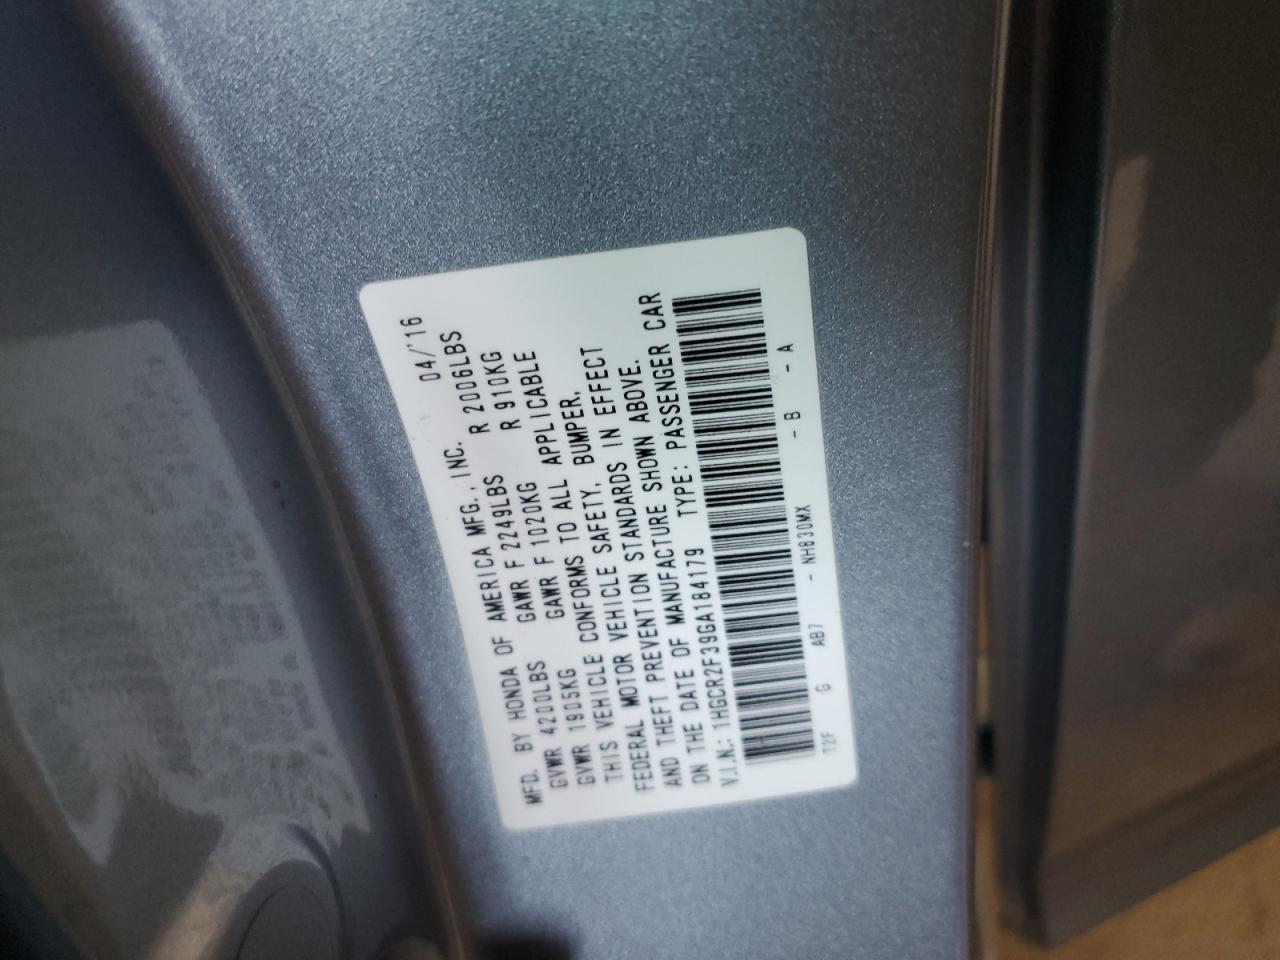 MFD. BY HONDA OF AMERICA MFG., INC. 04/'16
GVWR 4200LBS GAWR F 2249LBS R 2006LBS
GVWR 1905KG GAWR F 1020KG R 910KG
THIS VEHICLE CONFORMS TO ALL APPLICABLE
FEDERAL MOTOR VEHICLE SAFETY, BUMPER,
AND THEFT PREVENTION STANDARDS IN EFFECT
ON THE DATE OF MANUFACTURE SHOWN ABOVE.
V.I.N.: 1HGCR2F39GA184179 TYPE: PASSENGER CAR
T2F G AB7 - NH830MX - B - A